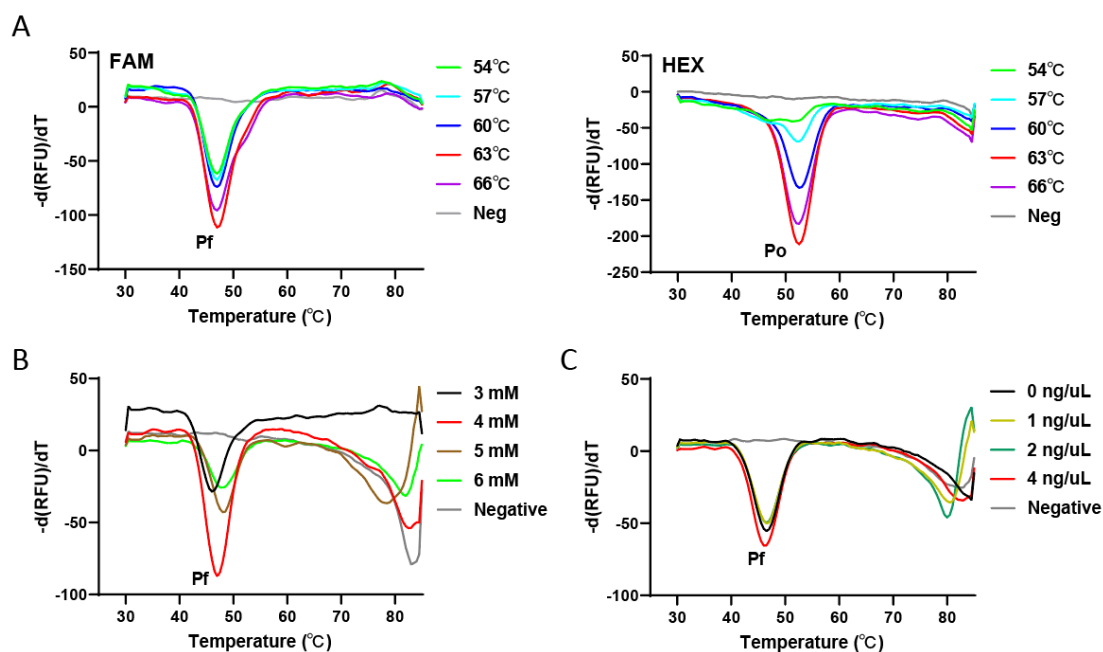 A
FAM
-d(RFU)/dT
50
0
-50
-100
-150
30 40 50 60 70 80
Temperature (℃)
Pf
54℃
57℃
60℃
63℃
66℃
Neg
HEX
-d(RFU)/dT
50
0
-50
-100
-150
-200
-250
30 40 50 60 70 80
Temperature (℃)
Po
54℃
57℃
60℃
63℃
66℃
Neg
B
-d(RFU)/dT
50
0
-50
-100
30 40 50 60 70 80
Temperature (℃)
Pf
3 mM
4 mM
5 mM
6 mM
Negative
C
-d(RFU)/dT
50
0
-50
-100
30 40 50 60 70 80
Temperature (℃)
Pf
0 ng/uL
1 ng/uL
2 ng/uL
4 ng/uL
Negative